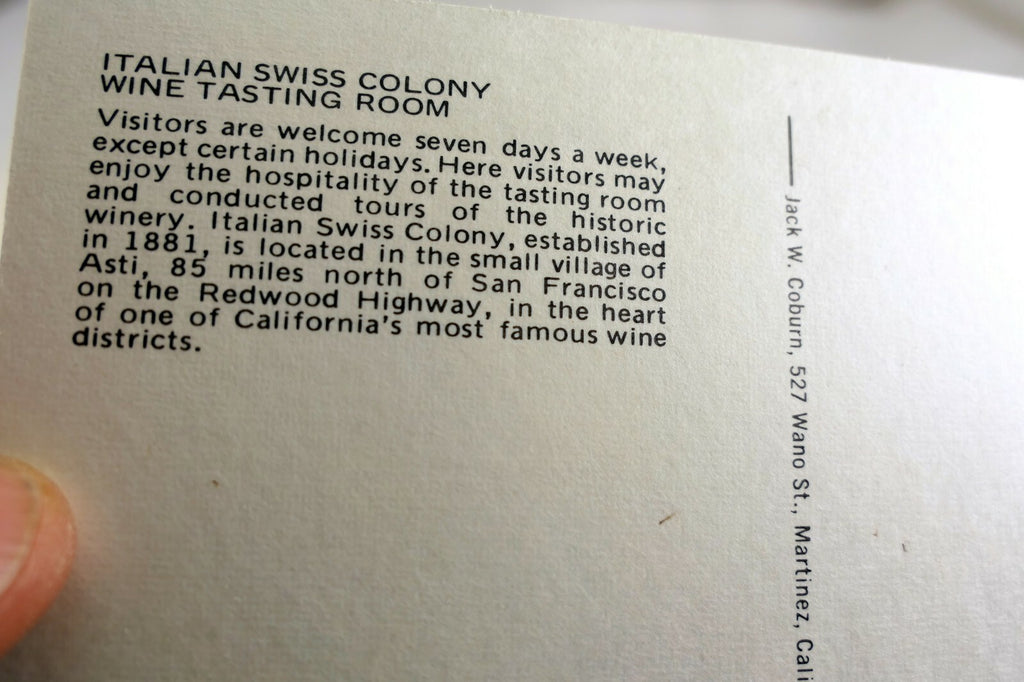 ITALIAN SWISS COLONY
WINE TASTING ROOM
Visitors are welcome seven days a week,
except certain holidays. Here visitors may
enjoy the hospitality of the tasting room
and conducted tours of the historic
winery. Italian Swiss Colony, established
in 1881, is located in the small village of
Asti, 85 miles north of San Francisco
on the Redwood Highway, in the heart
of one of California's most famous wine
districts.
Jack W. Coburn, 527 Wano St., Martinez, Cali